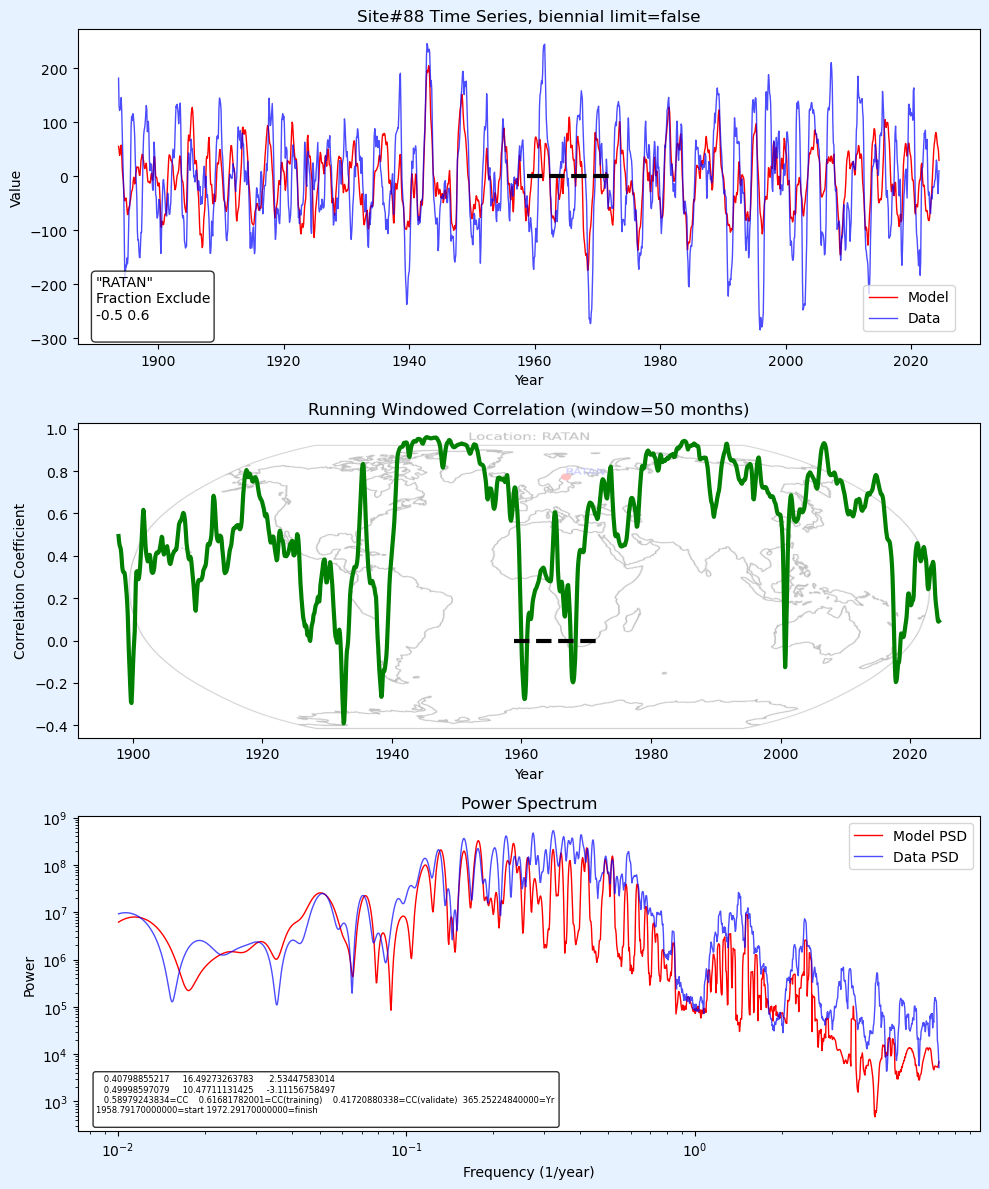 Site#88 Time Series, biennial limit=false
Value
200
100
0
−100
−200
−300
"RATAN"
Fraction Exclude
-0.5 0.6
Model
Data
1900 1920 1940 1960 1980 2000 2020
Year
Running Windowed Correlation (window=50 months)
Location: RATAN
Correlation Coefficient
1.0
0.8
0.6
0.4
0.2
0.0
−0.2
−0.4
1900 1920 1940 1960 1980 2000 2020
Year
Power Spectrum
Model PSD
Data PSD
Power
10⁹
10⁸
10⁷
10⁶
10⁵
10⁴
10³
0.40798855217 16.49273263783 2.53447583014
0.49998597079 10.47711131425 -3.11156758497
0.58979243834=CC 0.61681782001=CC(training) 0.41720880338=CC(validate) 365.25224840000=Yr
1958.79170000000=start 1972.29170000000=finish
10⁻² 10⁻¹ 10⁰
Frequency (1/year)